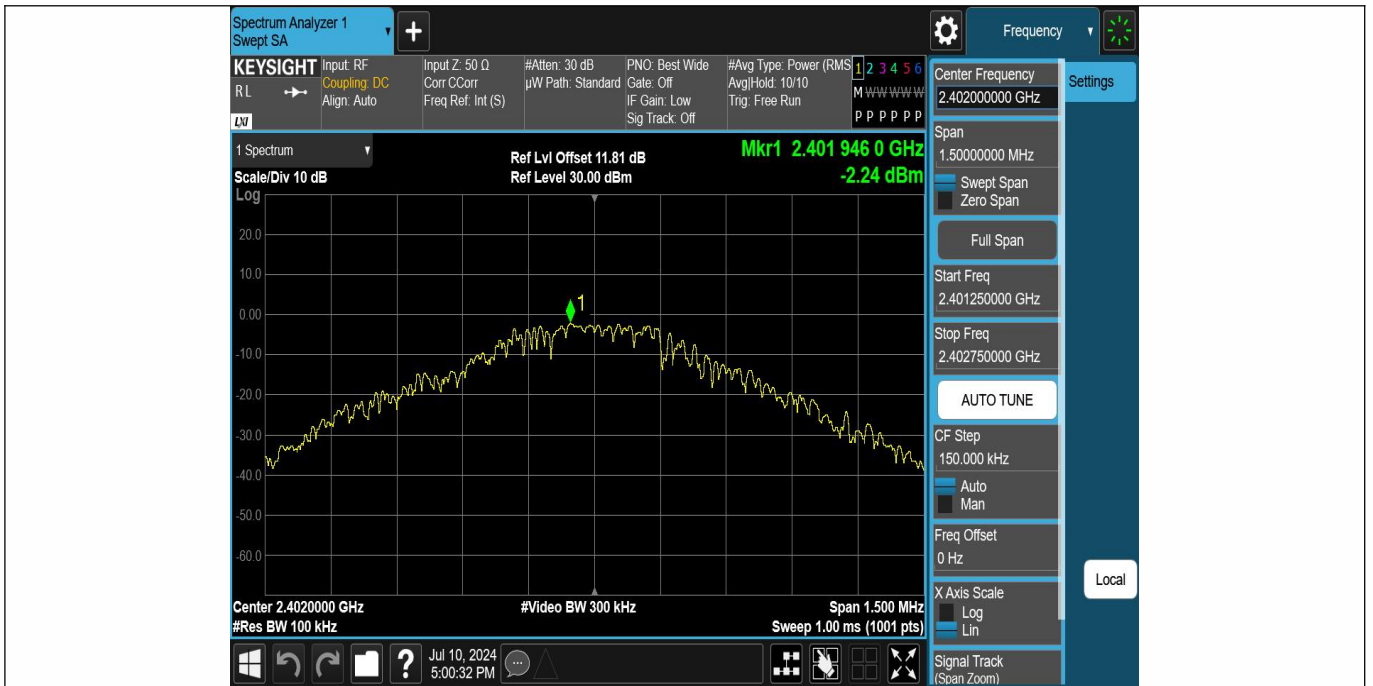 Spectrum Analyzer 1
Swept SA
+
Frequency
KEYSIGHT
RL
LXI
Input: RF
Coupling: DC
Align: Auto
Input Z: 50 Ω
Corr CCorr
Freq Ref: Int (S)
#Atten: 30 dB
µW Path: Standard
PNO: Best Wide
Gate: Off
IF Gain: Low
Sig Track: Off
#Avg Type: Power (RMS
Avg|Hold: 10/10
Trig: Free Run
1 2 3 4 5 6
M W W W W W
P P P P P P
1 Spectrum
Scale/Div 10 dB
Log
Ref Lvl Offset 11.81 dB
Ref Level 30.00 dBm
Mkr1 2.401 946 0 GHz
-2.24 dBm
20.0
10.0
0.00
-10.0
-20.0
-30.0
-40.0
-50.0
-60.0
1
Center 2.4020000 GHz
#Res BW 100 kHz
#Video BW 300 kHz
Span 1.500 MHz
Sweep 1.00 ms (1001 pts)
?
Jul 10, 2024
5:00:32 PM
Center Frequency
2.402000000 GHz
Span
1.50000000 MHz
Swept Span
Zero Span
Full Span
Start Freq
2.401250000 GHz
Stop Freq
2.402750000 GHz
AUTO TUNE
CF Step
150.000 kHz
Auto
Man
Freq Offset
0 Hz
X Axis Scale
Log
Lin
Signal Track
(Span Zoom)
Settings
Local